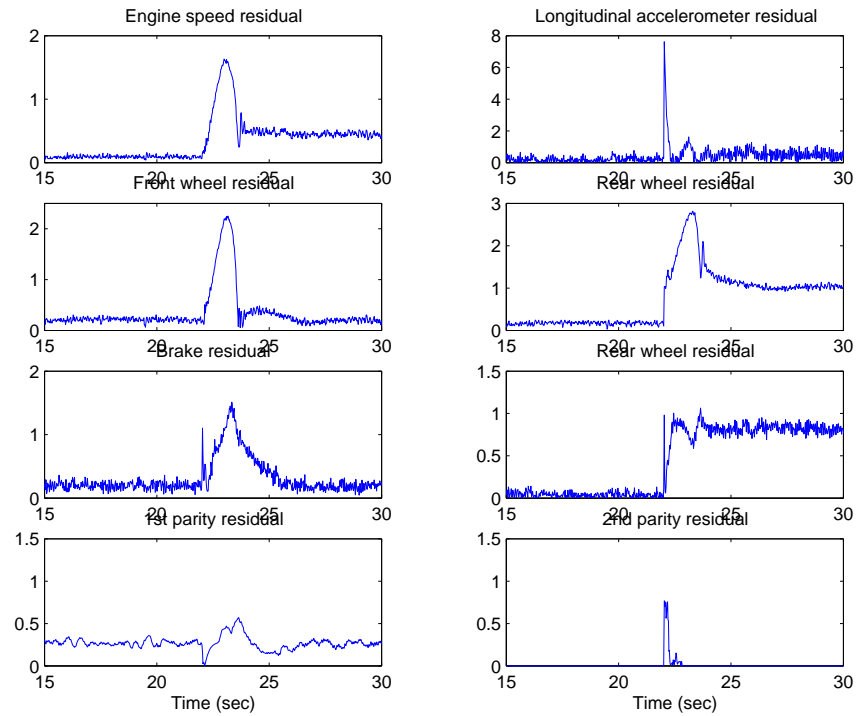 Engine speed residual
2
1
0
15 20 25 30
Longitudinal accelerometer residual
8
6
4
2
0
15 20 25 30
Front wheel residual
2
1
0
15 20 25 30
Rear wheel residual
3
2
1
0
15 20 25 30
Brake residual
2
1
0
15 20 25 30
Rear wheel residual
1.5
1
0.5
0
15 20 25 30
1st parity residual
1.5
1
0.5
0
15 20 25 30
Time (sec)
2nd parity residual
1.5
1
0.5
0
15 20 25 30
Time (sec)